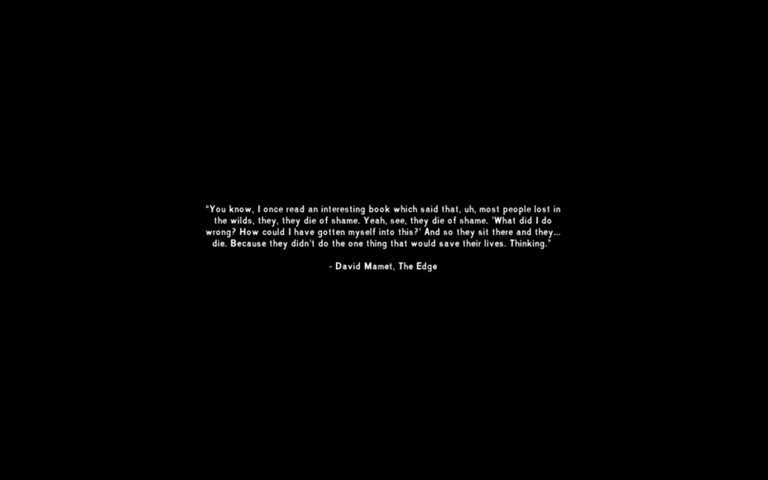 "You know, I once read an interesting book which said that, uh, most people lost in
the wilds, they, they die of shame. Yeah, see, they die of shame. 'What did I do
wrong? How could I have gotten myself into this?' And so they sit there and they...
die. Because they didn't do the one thing that would save their lives. Thinking."
- David Mamet, The Edge